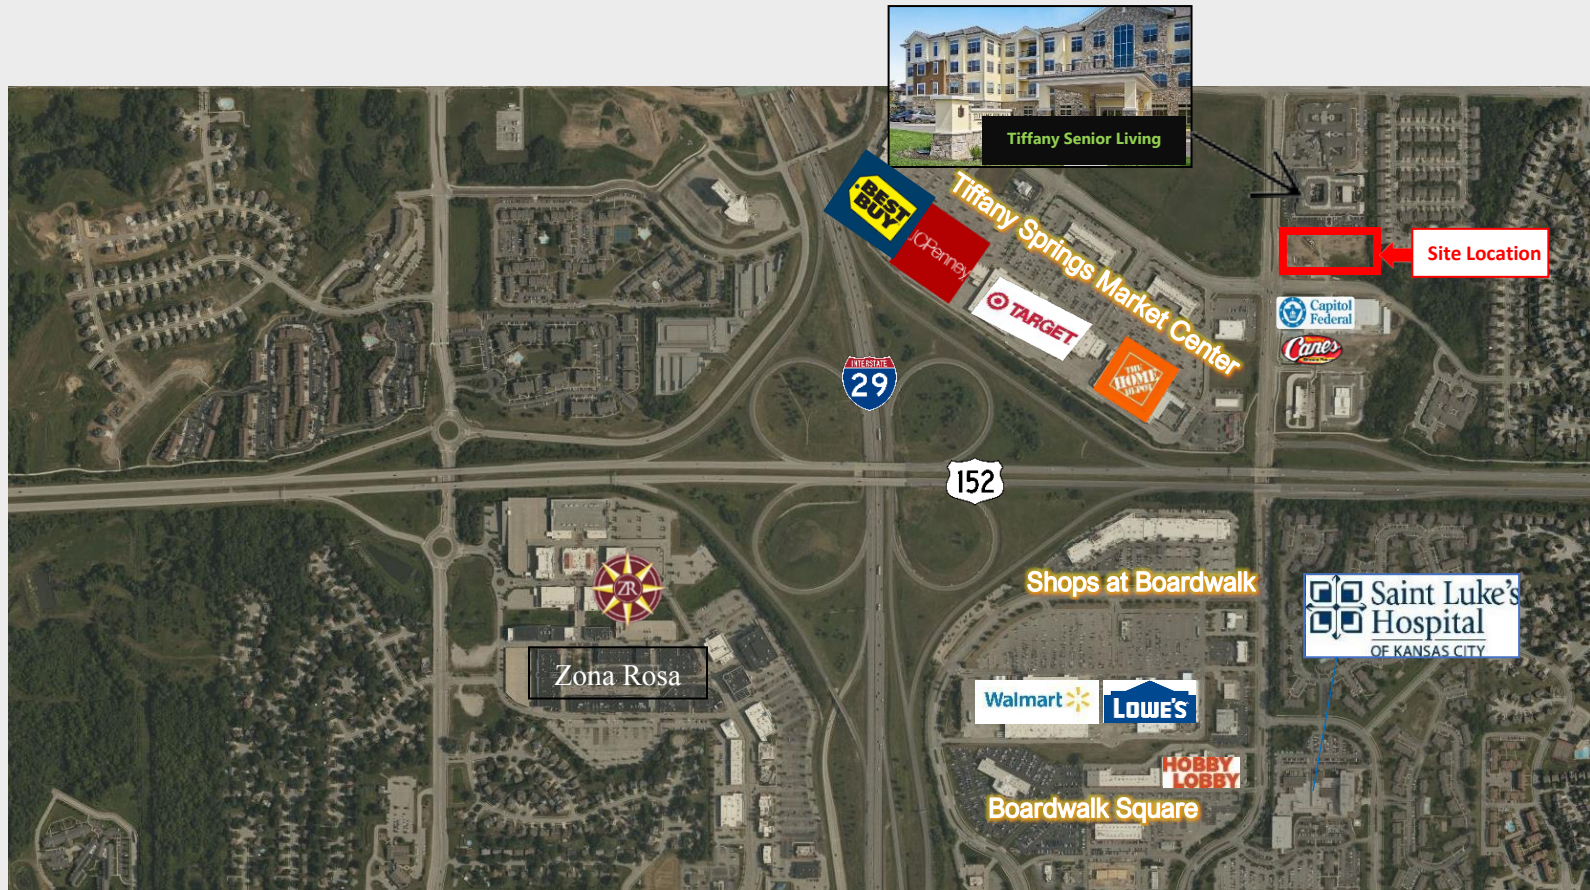 Tiffany Senior Living
BEST
BUY
JCPenney
Tiffany Springs Market Center
Site Location
TARGET
Capitol
Federal
Canes
THE
HOME
DEPOT
INTERSTATE
29
152
Shops at Boardwalk
ZR
Zona Rosa
Saint Luke's
Hospital
OF KANSAS CITY
Walmart
LOWE'S
HOBBY
LOBBY
Boardwalk Square